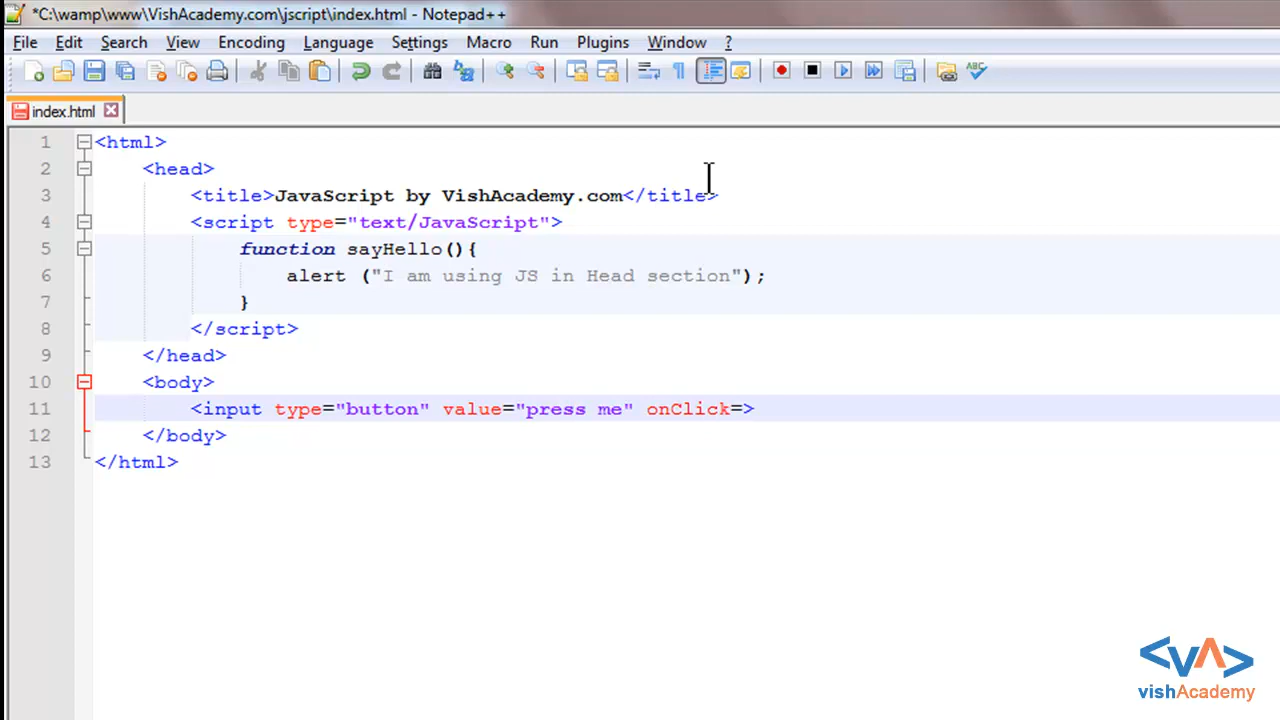 *C:\wamp\www\VishAcademy.com\jscript\index.html - Notepad++
File Edit Search View Encoding Language Settings Macro Run Plugins Window ?
index.html
1 <html>
2 <head>
3 <title>JavaScript by VishAcademy.com</title>
4 <script type="text/JavaScript">
5 function sayHello(){
6 alert ("I am using JS in Head section");
7 }
8 </script>
9 </head>
10 <body>
11 <input type="button" value="press me" onClick=>
12 </body>
13 </html>
<VA>
vishAcademy